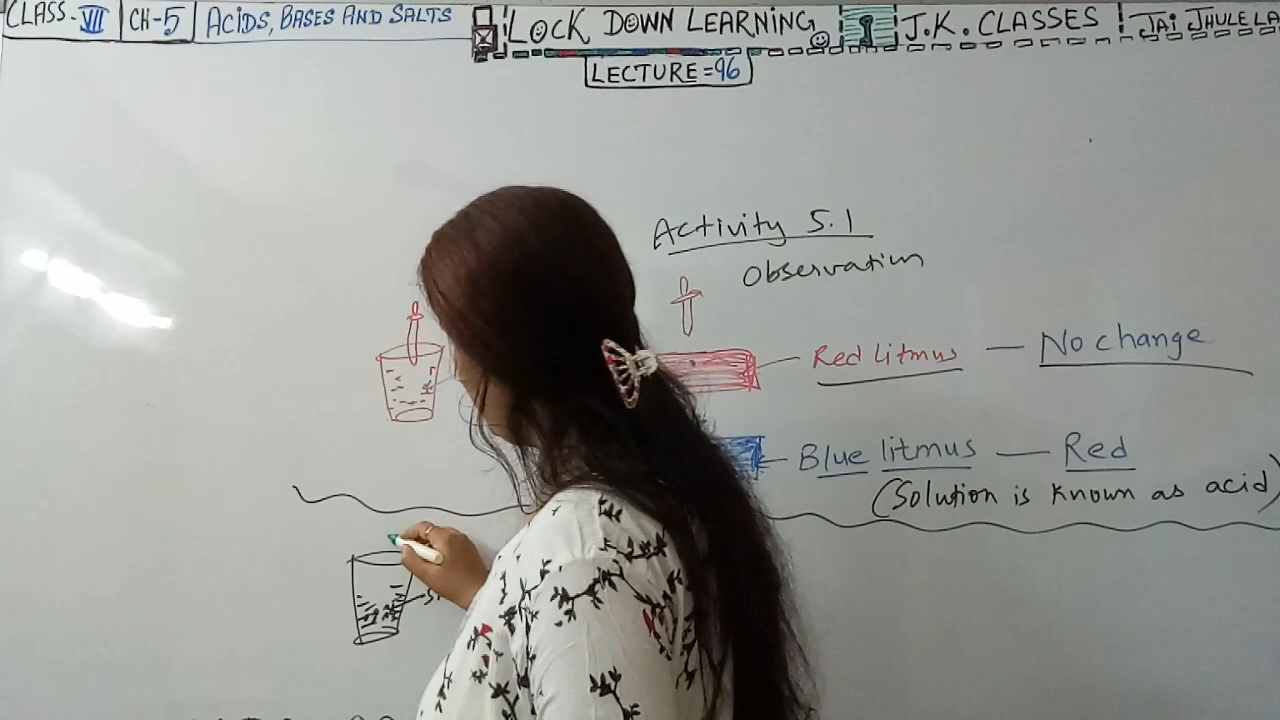 CLASS-VII CH-5 ACIDS, BASES AND SALTS LOCK DOWN LEARNING J.K. CLASSES JAI
LECTURE=96
Activity 5.1
Observation
Red litmus — No change
Blue litmus — Red
(Solution is known as acid)